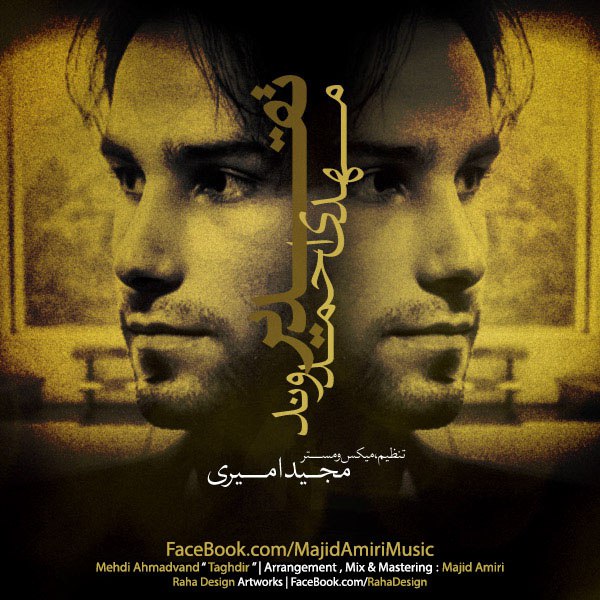 تقدیر
مهدی احمدوند
تنظیم،میکس و مستر
مجید امیری
FaceBook.com/MajidAmiriMusic
Mehdi Ahmadvand “ Taghdir ” | Arrangement , Mix & Mastering : Majid Amiri
Raha Design Artworks | FaceBook.com/RahaDesign